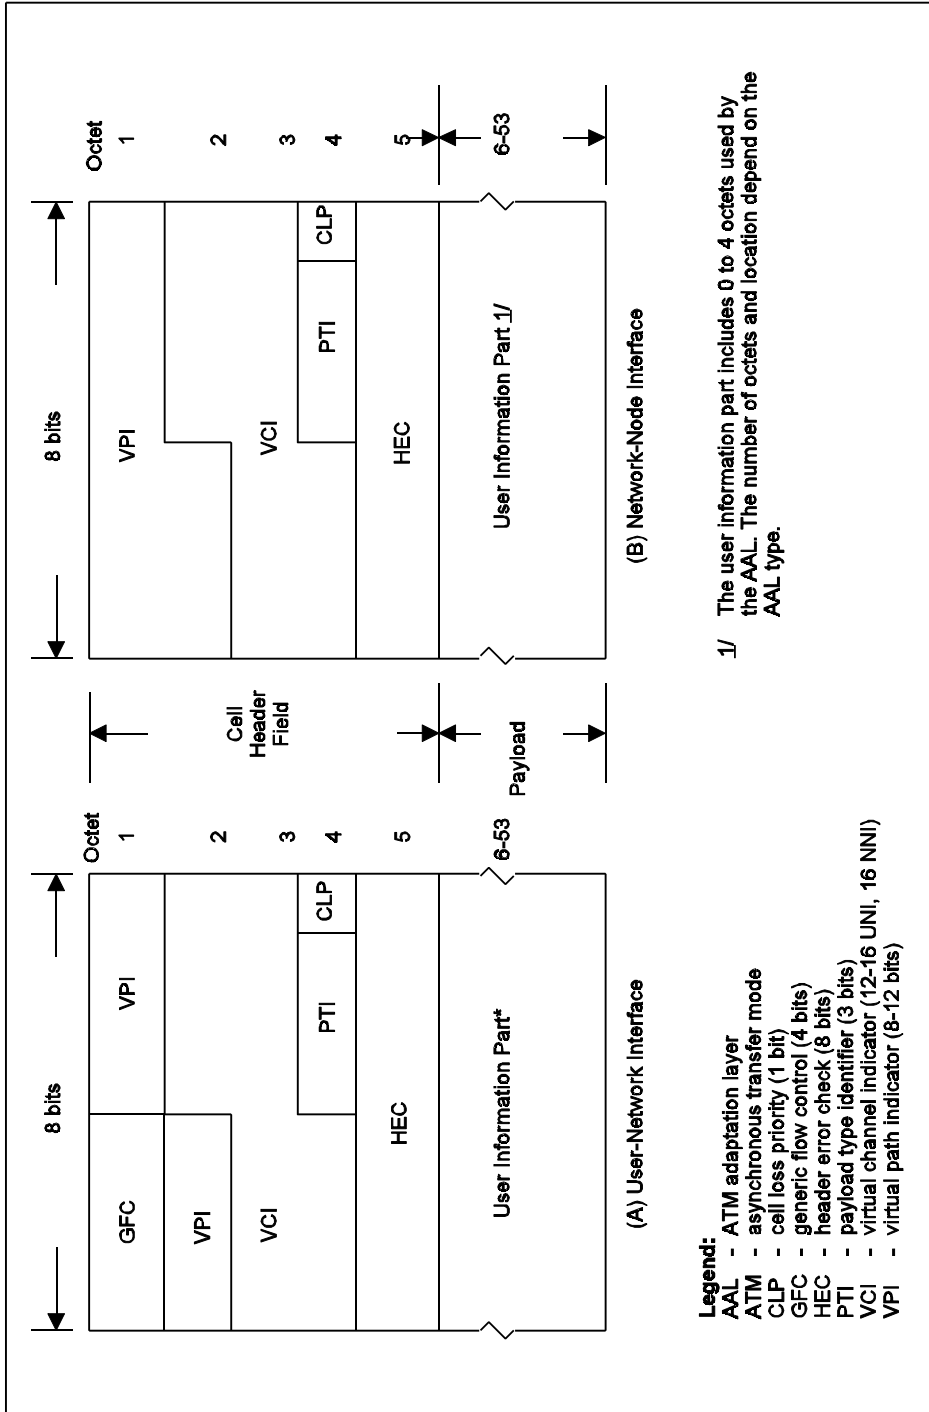 8 bits
Octet
GFC
VPI
1
VPI
2
VCI
3
PTI
CLP
4
HEC
5
User Information Part*
6-53
(A) User-Network Interface
Cell
Header
Field
Payload
8 bits
Octet
VPI
1
2
VCI
3
PTI
CLP
4
HEC
5
User Information Part 1/
6-53
(B) Network-Node Interface
Legend:
AAL - ATM adaptation layer
ATM - asynchronous transfer mode
CLP - cell loss priority (1 bit)
GFC - generic flow control (4 bits)
HEC - header error check (8 bits)
PTI - payload type identifier (3 bits)
VCI - virtual channel indicator (12-16 UNI, 16 NNI)
VPI - virtual path indicator (8-12 bits)
1/ The user information part includes 0 to 4 octets used by
the AAL. The number of octets and location depend on the
AAL type.